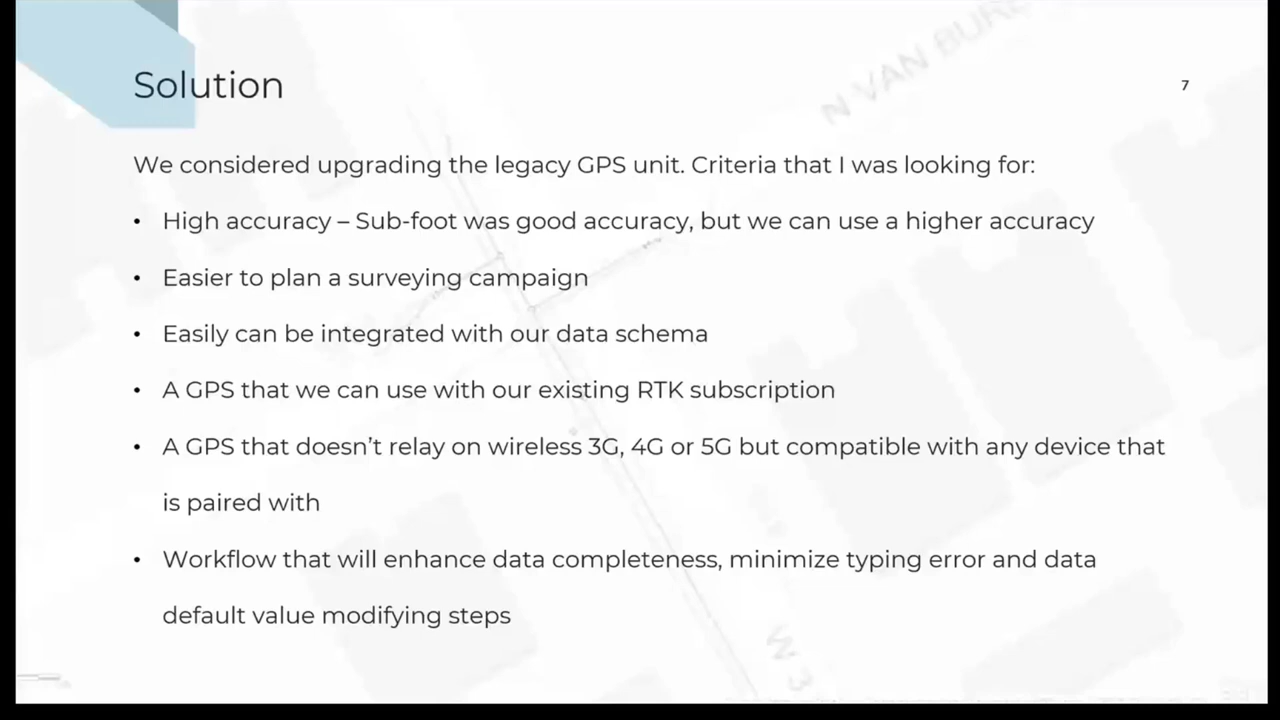 Solution
7
We considered upgrading the legacy GPS unit. Criteria that I was looking for:
• High accuracy – Sub-foot was good accuracy, but we can use a higher accuracy
• Easier to plan a surveying campaign
• Easily can be integrated with our data schema
• A GPS that we can use with our existing RTK subscription
• A GPS that doesn’t relay on wireless 3G, 4G or 5G but compatible with any device that
is paired with
• Workflow that will enhance data completeness, minimize typing error and data
default value modifying steps
N VAN BURE
W 3